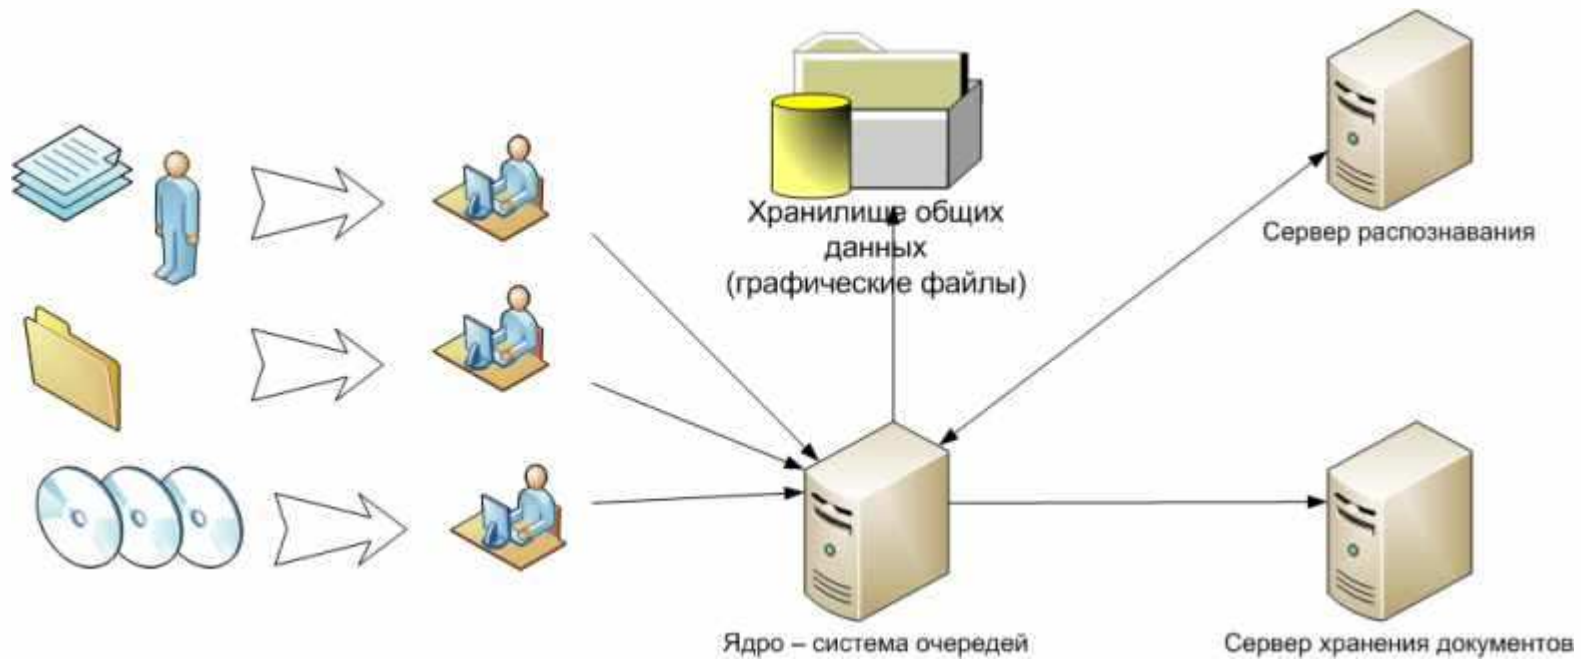 Хранилище общих
данных
(графические файлы)
Сервер распознавания
Ядро – система очередей
Сервер хранения документов